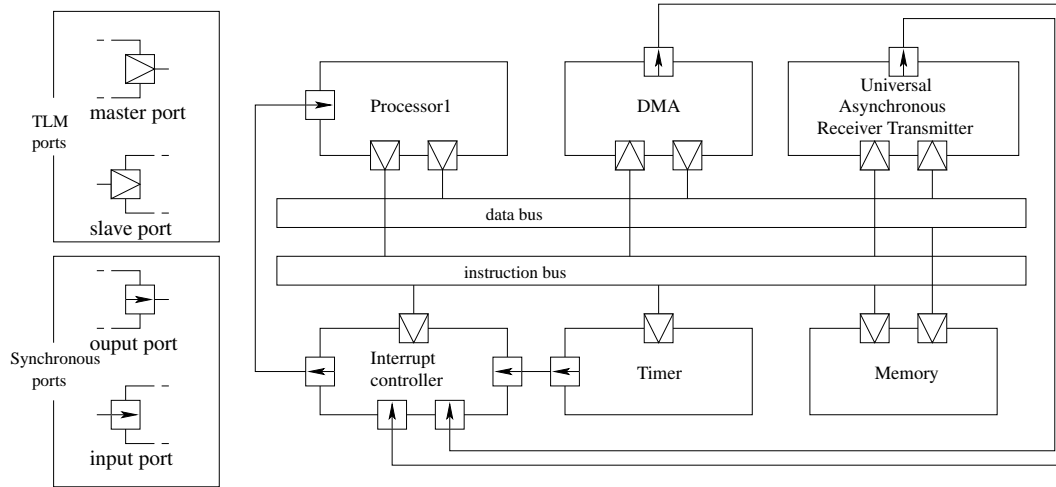 TLM
ports
master port
slave port
Synchronous
ports
ouput port
input port
Processor1
DMA
Universal
Asynchronous
Receiver Transmitter
data bus
instruction bus
Interrupt
controller
Timer
Memory